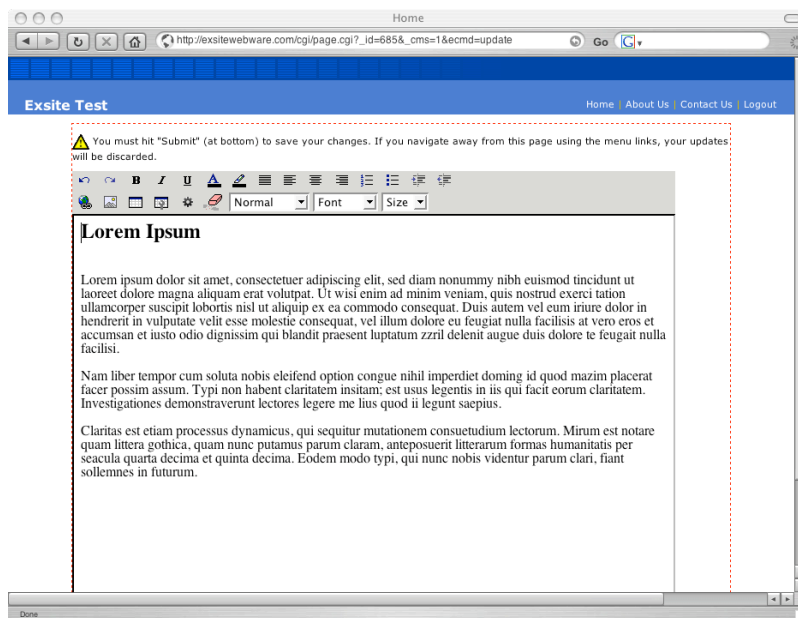 Home
http://exsitewebware.com/cgi/page.cgi?_id=685&_cms=1&ecmd=update
Go
G
Exsite Test
Home | About Us | Contact Us | Logout
You must hit "Submit" (at bottom) to save your changes. If you navigate away from this page using the menu links, your updates
will be discarded.
B I U A
Normal Font Size
Lorem Ipsum
Lorem ipsum dolor sit amet, consectetuer adipiscing elit, sed diam nonummy nibh euismod tincidunt ut
laoreet dolore magna aliquam erat volutpat. Ut wisi enim ad minim veniam, quis nostrud exerci tation
ullamcorper suscipit lobortis nisl ut aliquip ex ea commodo consequat. Duis autem vel eum iriure dolor in
hendrerit in vulputate velit esse molestie consequat, vel illum dolore eu feugiat nulla facilisis at vero eros et
accumsan et iusto odio dignissim qui blandit praesent luptatum zzril delenit augue duis dolore te feugait nulla
facilisi.
Nam liber tempor cum soluta nobis eleifend option congue nihil imperdiet doming id quod mazim placerat
facer possim assum. Typi non habent claritatem insitam; est usus legentis in iis qui facit eorum claritatem.
Investigationes demonstraverunt lectores legere me lius quod ii legunt saepius.
Claritas est etiam processus dynamicus, qui sequitur mutationem consuetudium lectorum. Mirum est notare
quam littera gothica, quam nunc putamus parum claram, anteposuerit litterarum formas humanitatis per
seacula quarta decima et quinta decima. Eodem modo typi, qui nunc nobis videntur parum clari, fiant
sollemnes in futurum.
Done